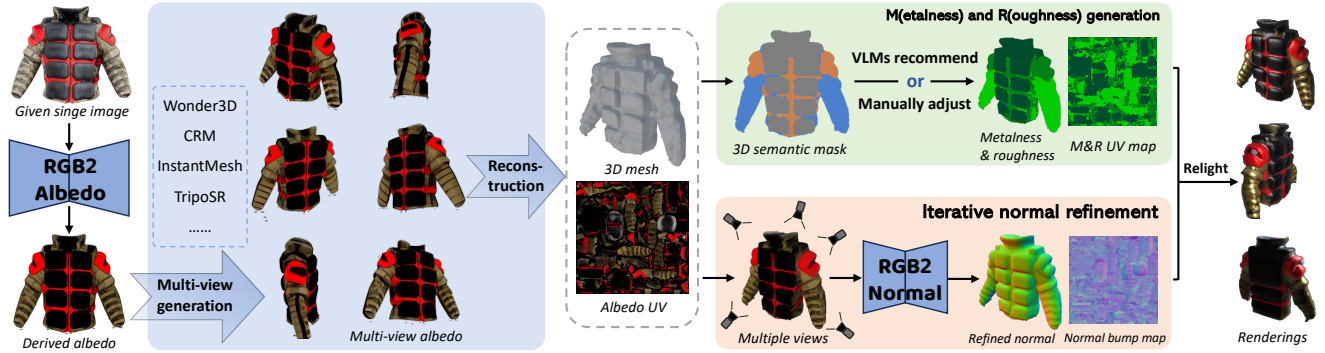 Given singe image
RGB2
Albedo
Derived albedo
Wonder3D
CRM
InstantMesh
TripoSR
......
Multi-view
generation
Multi-view albedo
Recons-
truction
3D mesh
Albedo UV
M(etalness) and R(oughness) generation
3D semantic mask
VLMs recommend
or
Manually adjust
Metalness
& roughness
M&R UV map
Iterative normal refinement
Multiple views
RGB2
Normal
Refined normal
Normal bump map
Relight
Renderings